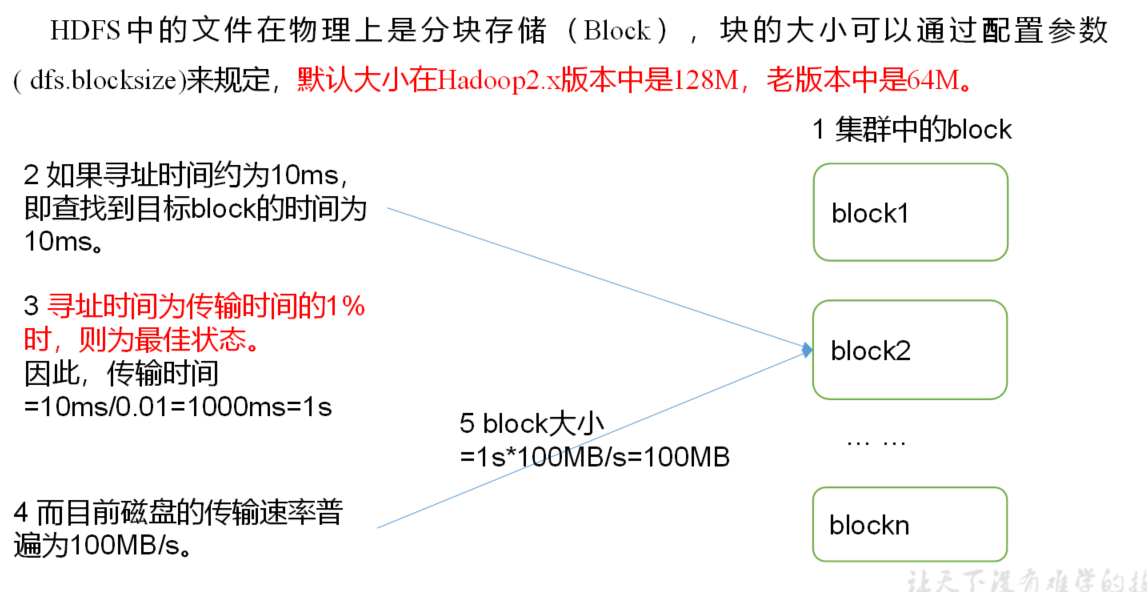 HDFS中的文件在物理上是分块存储（Block），块的大小可以通过配置参数
( dfs.blocksize)来规定，默认大小在Hadoop2.x版本中是128M，老版本中是64M。
1 集群中的block
2 如果寻址时间约为10ms，
即查找到目标block的时间为
10ms。
block1
3 寻址时间为传输时间的1%
时，则为最佳状态。
因此，传输时间
=10ms/0.01=1000ms=1s
block2
5 block大小
=1s*100MB/s=100MB
… …
4 而目前磁盘的传输速率普
遍为100MB/s。
blockn
让天下没有难学的技